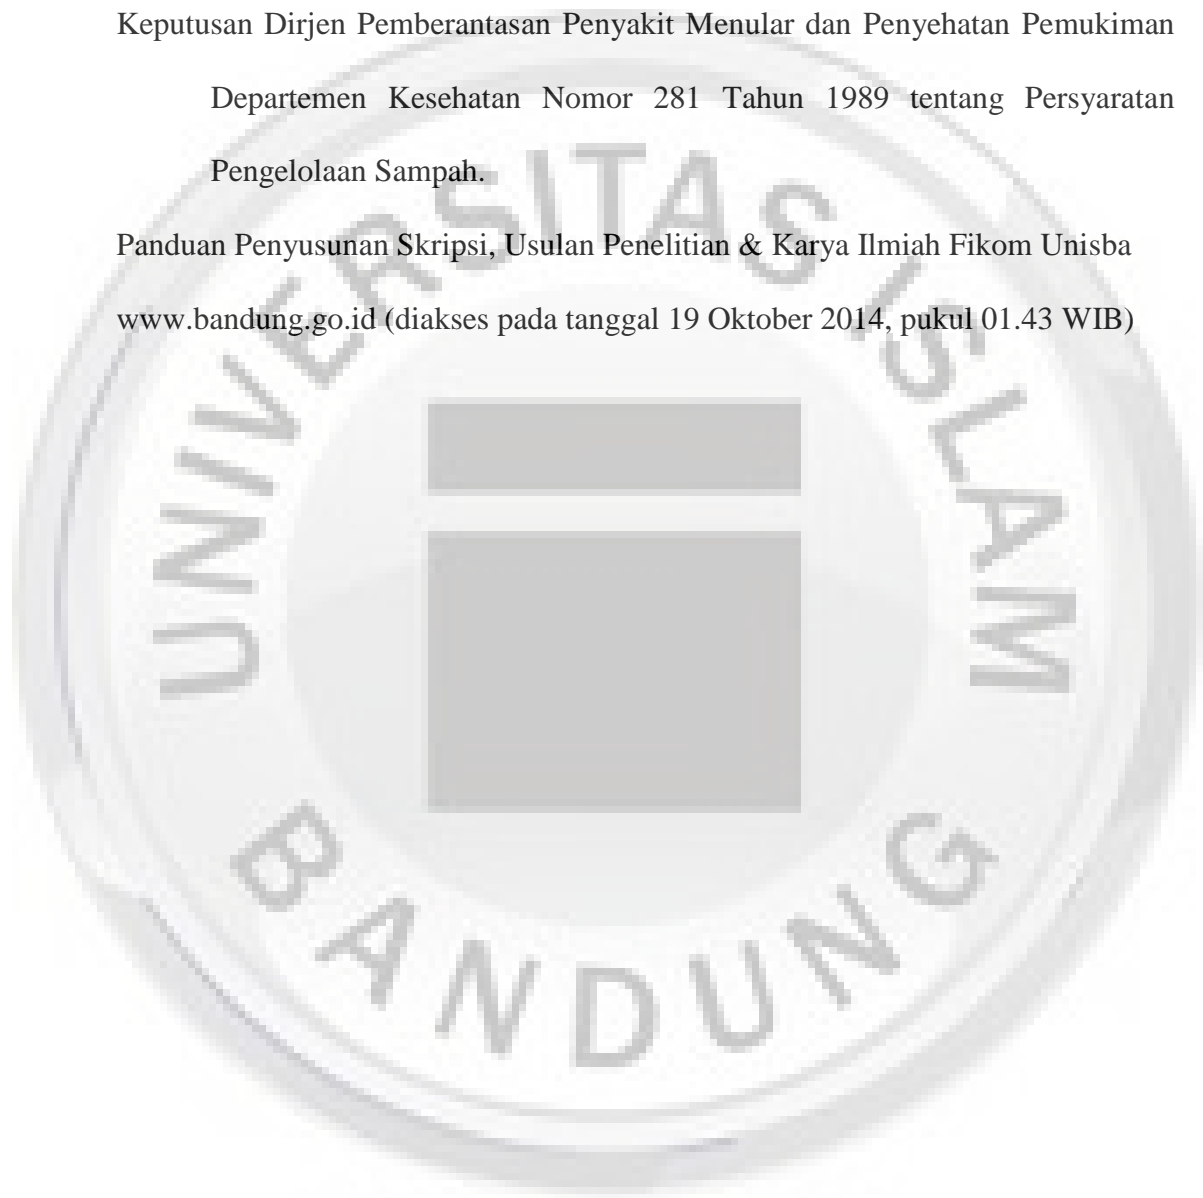 Keputusan Dirjen Pemberantasan Penyakit Menular dan Penyehatan Pemukiman
Departemen Kesehatan Nomor 281 Tahun 1989 tentang Persyaratan
Pengelolaan Sampah.
Panduan Penyusunan Skripsi, Usulan Penelitian & Karya Ilmiah Fikom Unisba
www.bandung.go.id (diakses pada tanggal 19 Oktober 2014, pukul 01.43 WIB)
UNIVERSITAS ISLAM
BANDUNG